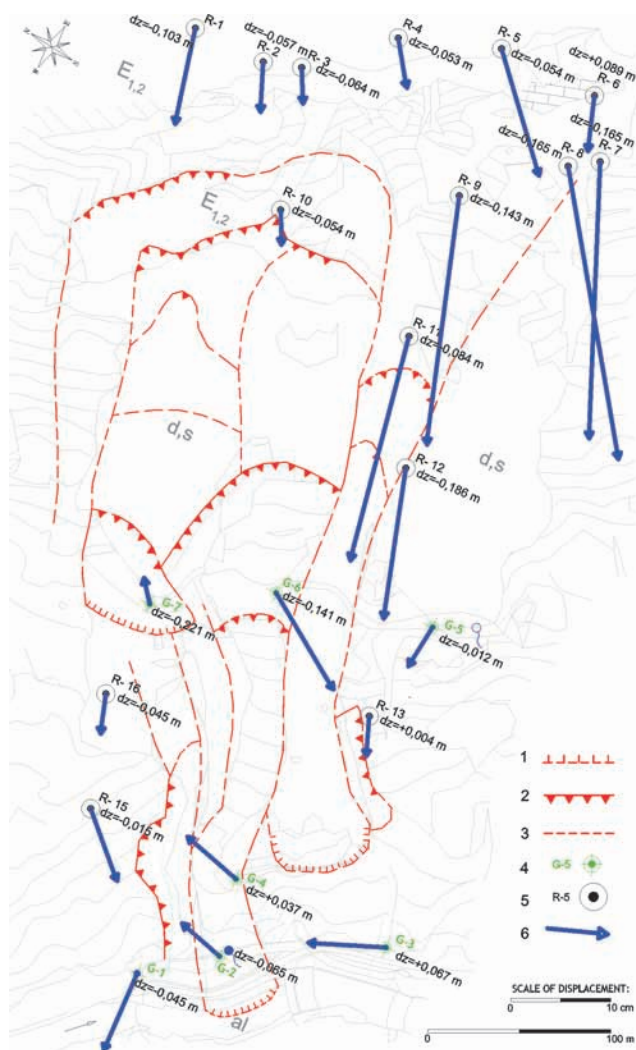 R-1
dz=-0,103 m
R- 2
dz=-0,057 m
R- 3
dz=-0,064 m
R-4
dz=-0,053 m
R- 5
dz=-0,054 m
dz=+0,089 m
R- 6
dz=-0,165 m
R- 7
dz=-0,165 m
R- 8
E1,2
E1,2
R- 10
dz=-0,054 m
R- 9
dz=-0,143 m
R- 11
dz=-0,084 m
d,s
d,s
R- 12
dz=-0,186 m
G-7
dz=-0,221 m
G-6
dz=-0,141 m
G-5
dz=-0,012 m
R- 16
dz=-0,045 m
R- 13
dz=+0,004 m
R- 15
dz=-0,015 m
G-4
dz=+0,037 m
G-2
dz=-0,065 m
G-3
dz=+0,067 m
G-1
dz=-0,045 m
al
1
2
3
4 G-5
5 R-5
6
SCALE OF DISPLACEMENT:
0 10 cm
0 100 m